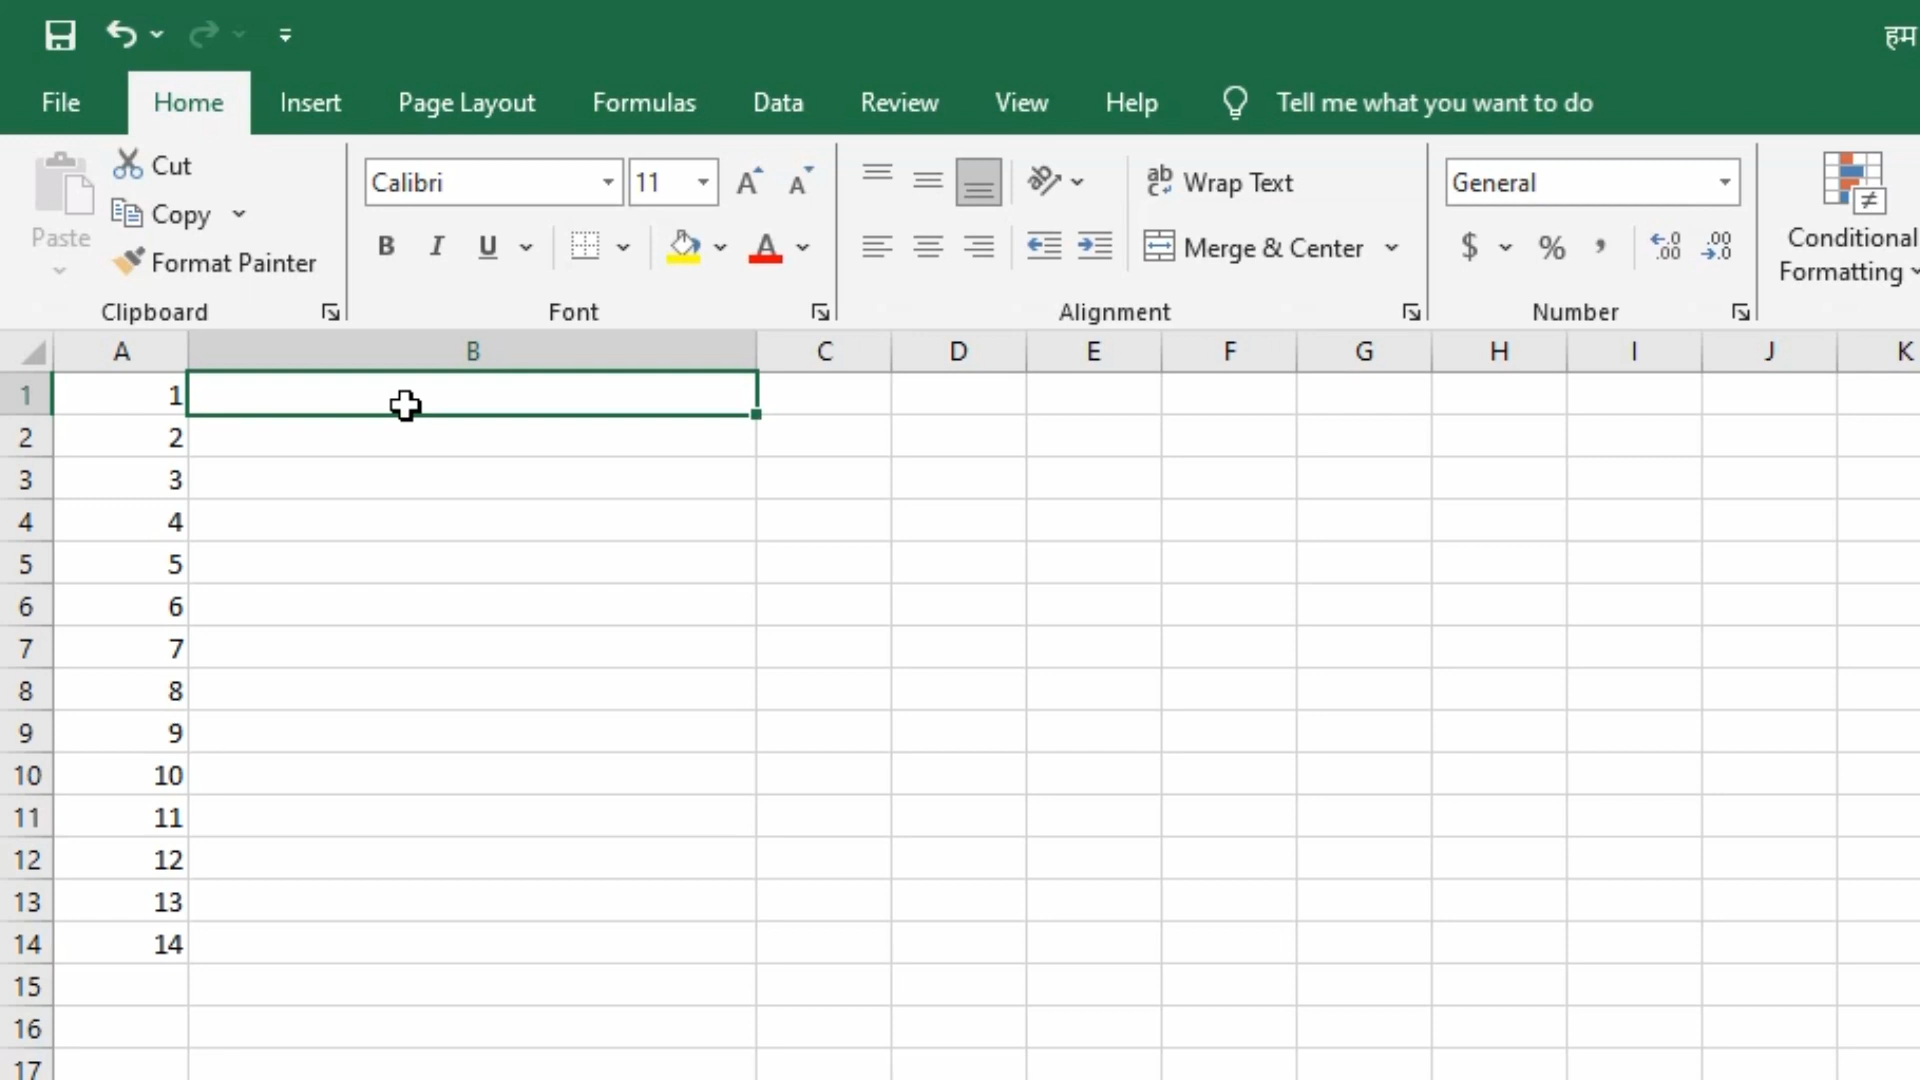 हम
File Home Insert Page Layout Formulas Data Review View Help Tell me what you want to do
Paste
Cut
Copy
Format Painter
Clipboard
Calibri 11
B I U
Font
Wrap Text
Merge & Center
Alignment
General
$ % ,
Number
Conditional
Formatting
A B C D E F G H I J K
1 1
2 2
3 3
4 4
5 5
6 6
7 7
8 8
9 9
10 10
11 11
12 12
13 13
14 14
15
16
17